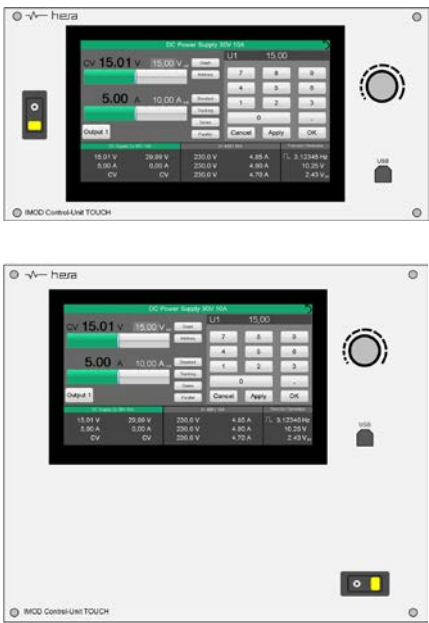 hera
DC Power Supply 30V 10A
CV 15.01 V 15,00 V
U1 15,00
7 8 9
4 5 6
5.00 A 10,00 A
1 2 3
0 .
Output 1
Cancel Apply OK
15,01 V 29,99 V 230,0 V 4.85 A 3,12345 Hz
5,00 A 0,00 A 230,0 V 4.90 A 10.25 V
CV CV 230,0 V 4.70 A 2.43 V
USB
IMOD Control-Unit TOUCH
hera
DC Power Supply 30V 10A
CV 15.01 V 15,00 V
U1 15,00
7 8 9
4 5 6
5.00 A 10,00 A
1 2 3
0 .
Output 1
Cancel Apply OK
15,01 V 29,99 V 230,0 V 4.85 A 3,12345 Hz
5,00 A 0,00 A 230,0 V 4.90 A 10.25 V
CV CV 230,0 V 4.70 A 2.43 V
USB
IMOD Control-Unit TOUCH